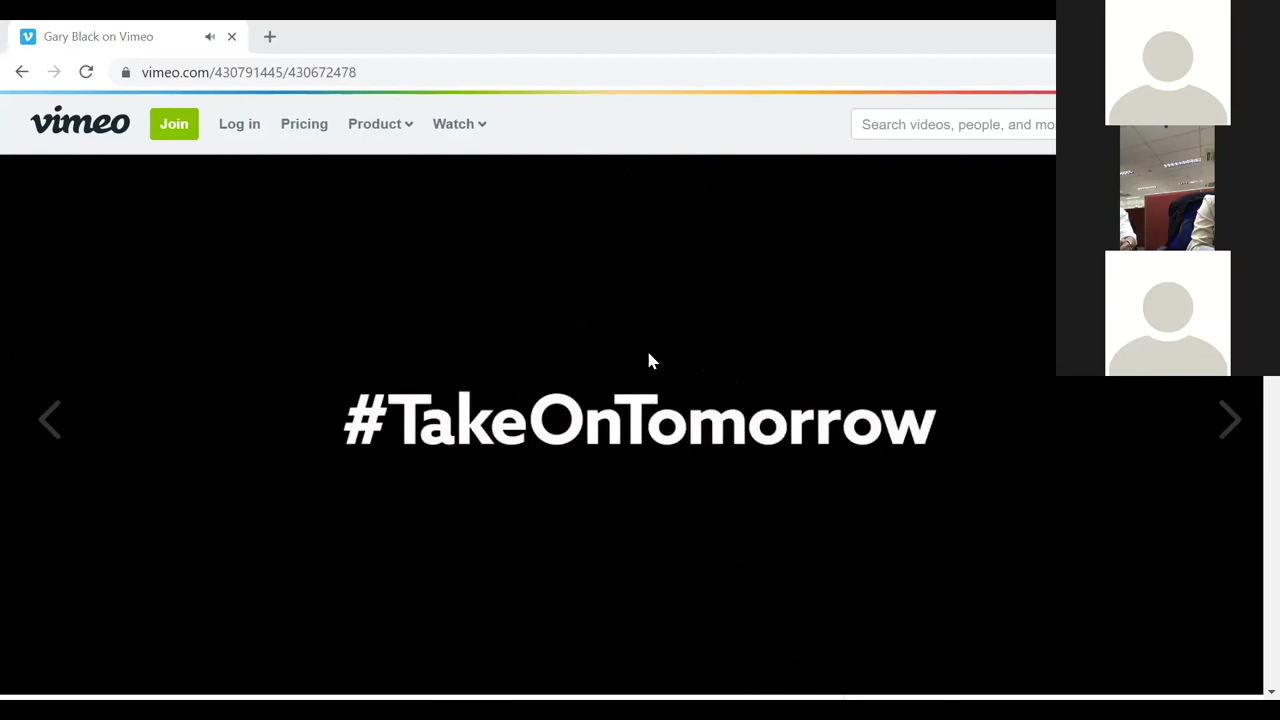 Gary Black on Vimeo
vimeo.com/430791445/430672478
vimeo Join Log in Pricing Product Watch Search videos, people, and mo
#TakeOnTomorrow